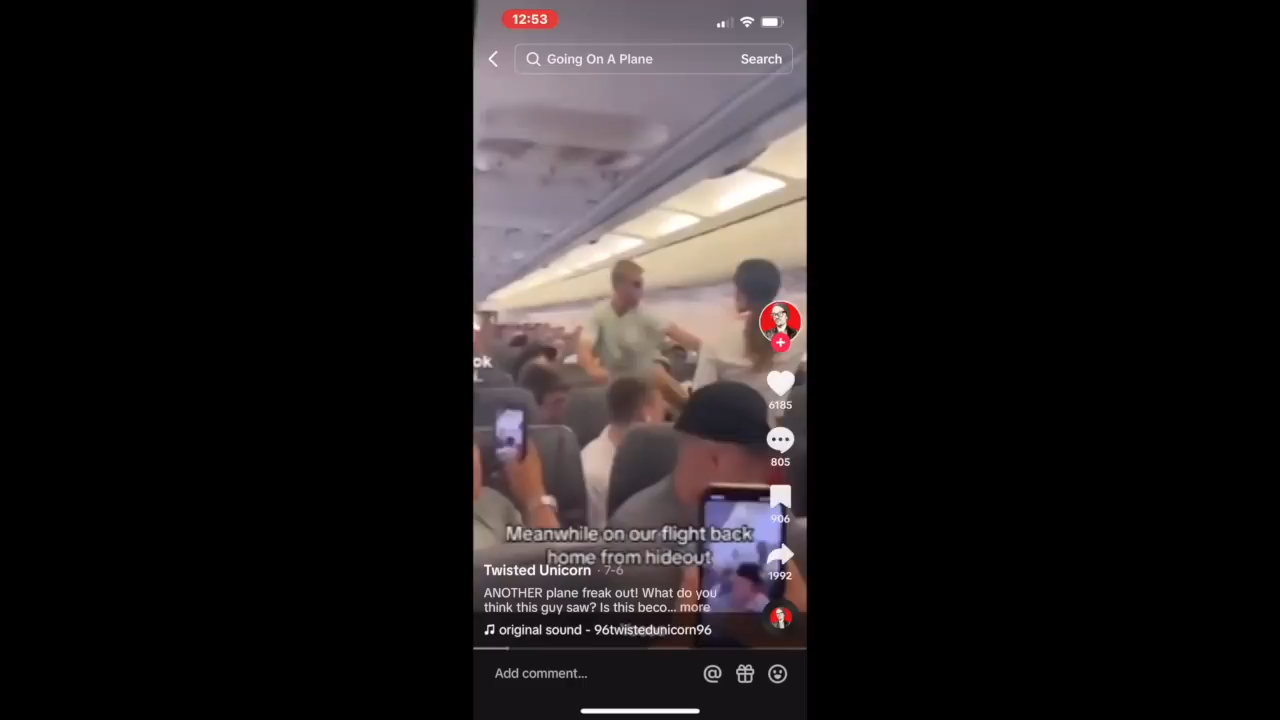 12:53
Going On A Plane
Search
ok
6185
805
906
1992
Meanwhile on our flight back
home from hideout
Twisted Unicorn · 7-6
ANOTHER plane freak out! What do you
think this guy saw? Is this beco... more
original sound - 96twistedunicorn96
Add comment...